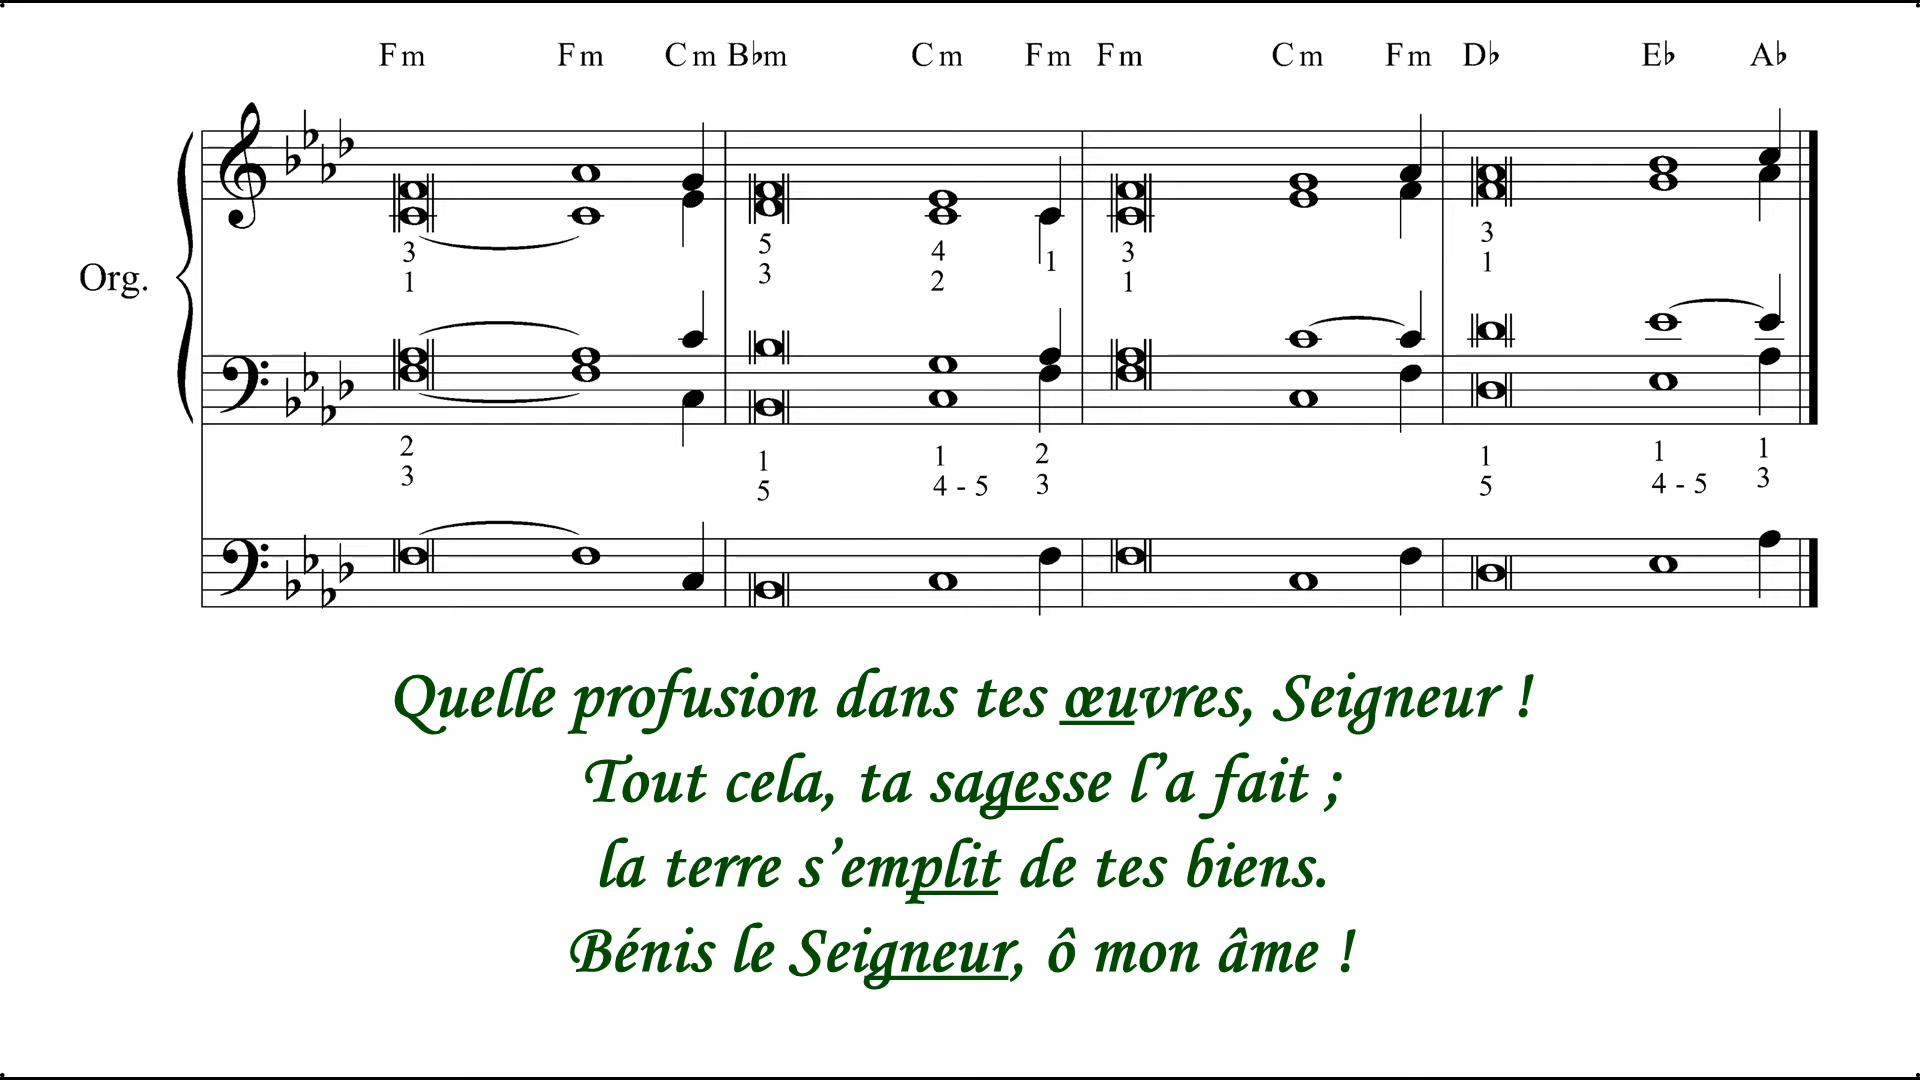 Fm Fm Cm B♭m Cm Fm Fm Cm Fm D♭ E♭ A♭
3 5 4 1 3 3
1 3 2 1 1
Org.
2 1 1 2 1 1 1
3 5 4 - 5 3 5 4 - 5 3
Quelle profusion dans tes œuvres, Seigneur !
Tout cela, ta sagesse l’a fait ;
la terre s’emplit de tes biens.
Bénis le Seigneur, ô mon âme !